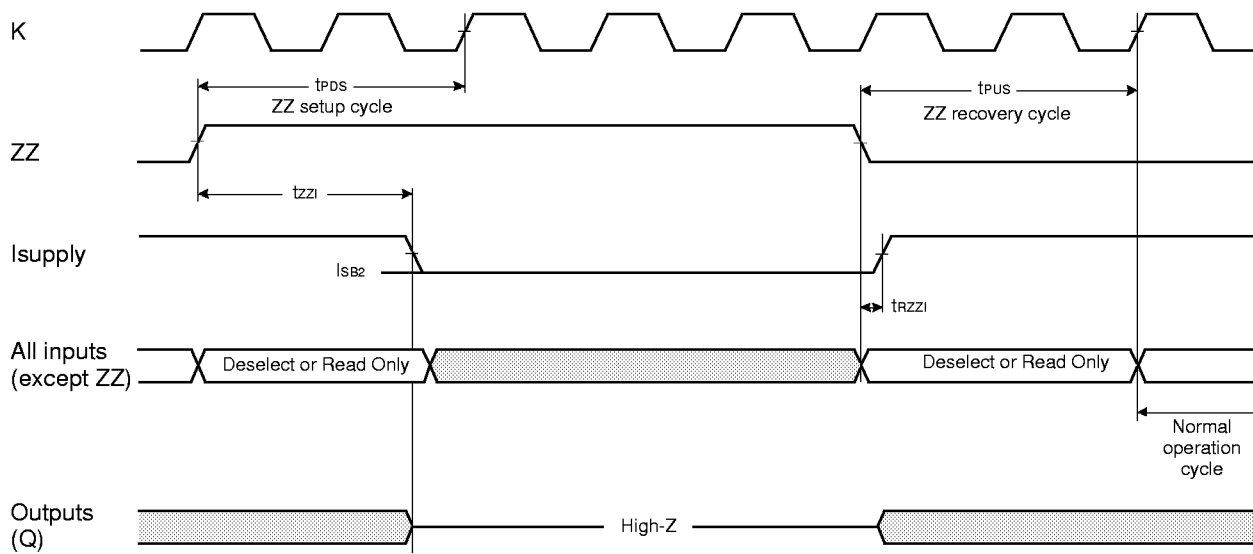 K
tPDS
ZZ setup cycle
tPUS
ZZ recovery cycle
ZZ
tZZI
Isupply
ISB2
tRZZI
All inputs
(except ZZ)
Deselect or Read Only
Deselect or Read Only
Normal
operation
cycle
Outputs
(Q)
High-Z